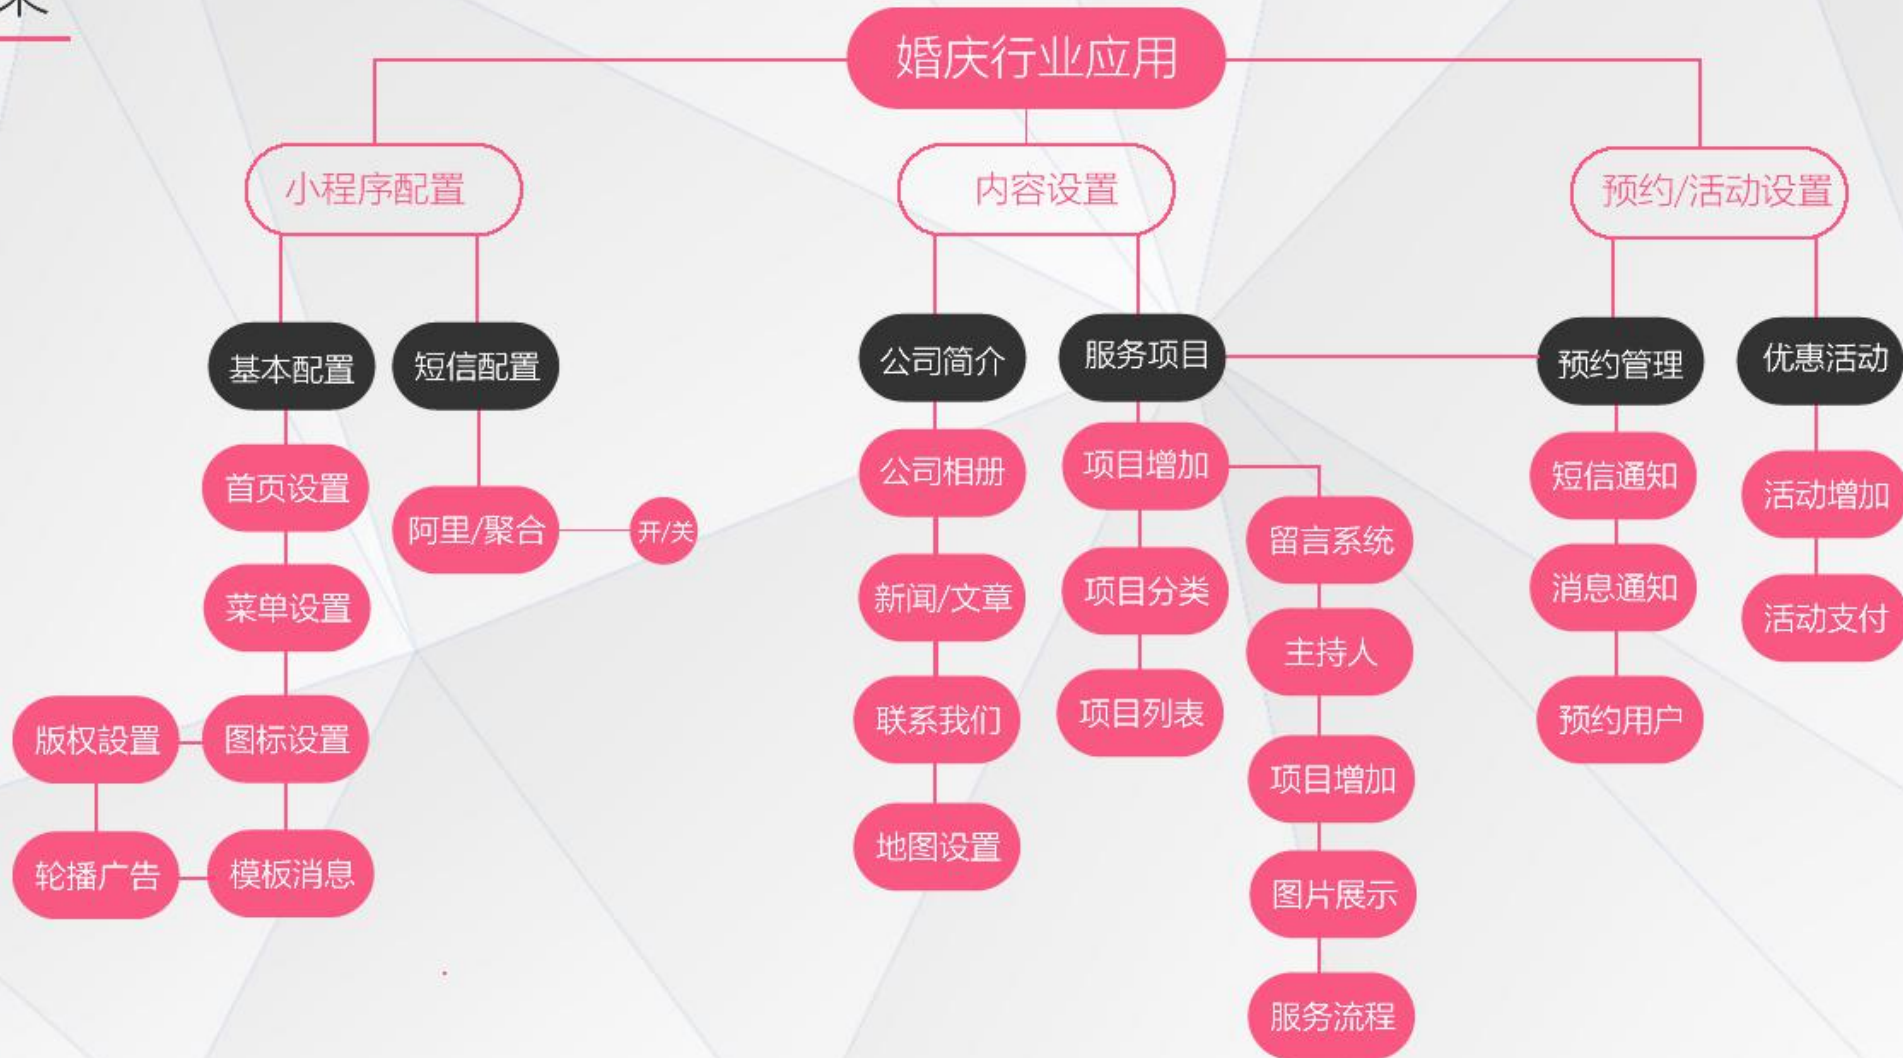 婚庆行业应用
小程序配置
内容设置
预约/活动设置
基本配置
短信配置
公司简介
服务项目
预约管理
优惠活动
首页设置
菜单设置
图标设置
模板消息
版权設置
轮播广告
阿里/聚合
开/关
公司相册
新闻/文章
联系我们
地图设置
项目增加
项目分类
项目列表
留言系统
主持人
项目增加
图片展示
服务流程
短信通知
消息通知
预约用户
活动增加
活动支付